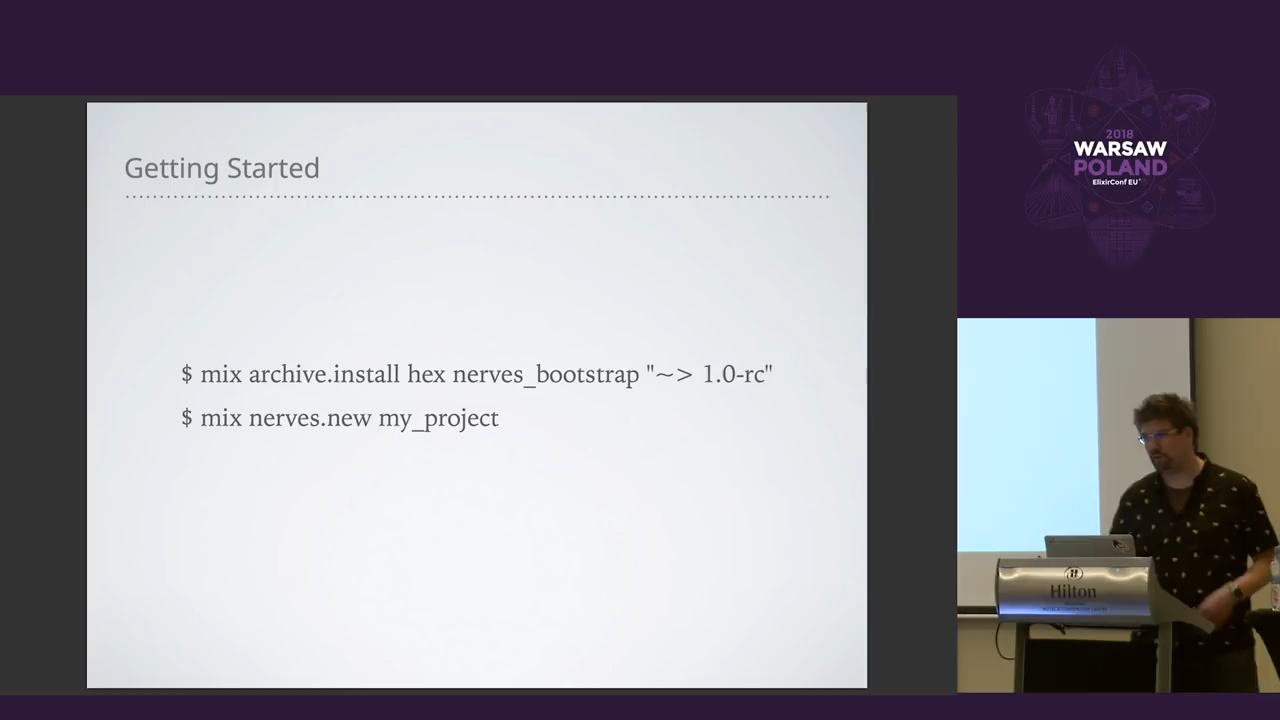 Getting Started
$ mix archive.install hex nerves_bootstrap "~> 1.0-rc"
$ mix nerves.new my_project
2018
WARSAW
POLAND
ElixirConf EU
Hilton